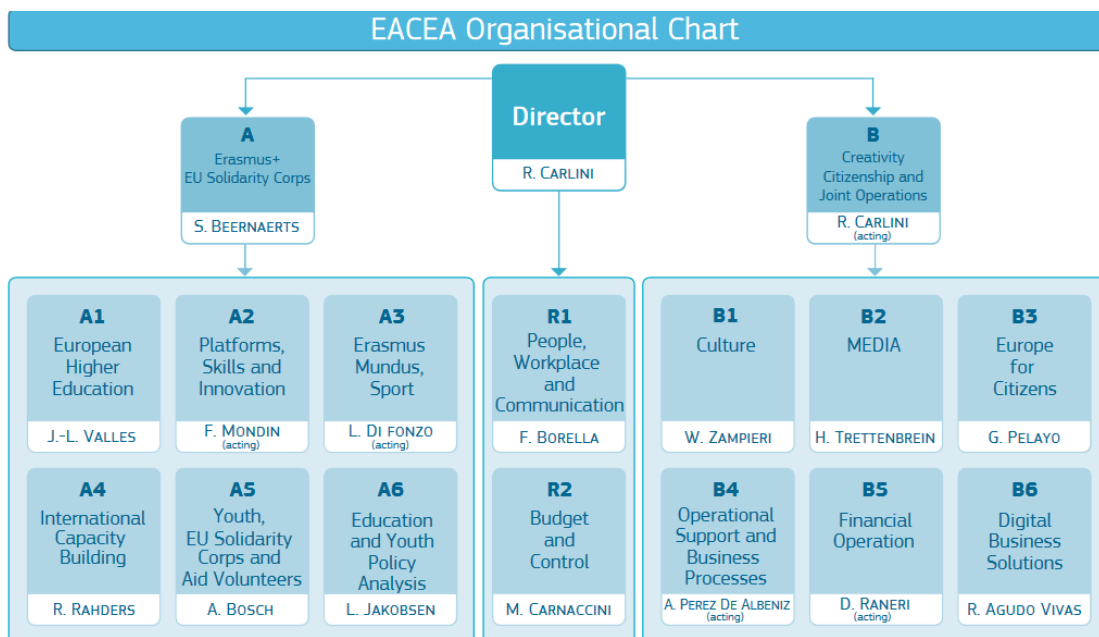 EACEA Organisational Chart
Director
R. CARLINI
A
Erasmus+
EU Solidarity Corps
S. BEERNAERTS
B
Creativity
Citizenship and
Joint Operations
R. CARLINI
(acting)
A1
European
Higher
Education
J.-L. VALLES
A2
Platforms,
Skills and
Innovation
F. MONDIN
(acting)
A3
Erasmus
Mundus,
Sport
L. DI FONZO
(acting)
A4
International
Capacity
Building
R. RAHDERS
A5
Youth,
EU Solidarity
Corps and
Aid Volunteers
A. BOSCH
A6
Education
and Youth
Policy
Analysis
L. JAKOBSEN
R1
People,
Workplace
and
Communication
F. BORELLA
R2
Budget
and
Control
M. CARNACCINI
B1
Culture
W. ZAMPIERI
B2
MEDIA
H. TRETTENBREIN
B3
Europe
for
Citizens
G. PELAYO
B4
Operational
Support and
Business
Processes
A. PEREZ DE ALBENIZ
(acting)
B5
Financial
Operation
D. RANERI
(acting)
B6
Digital
Business
Solutions
R. AGUDO VIVAS